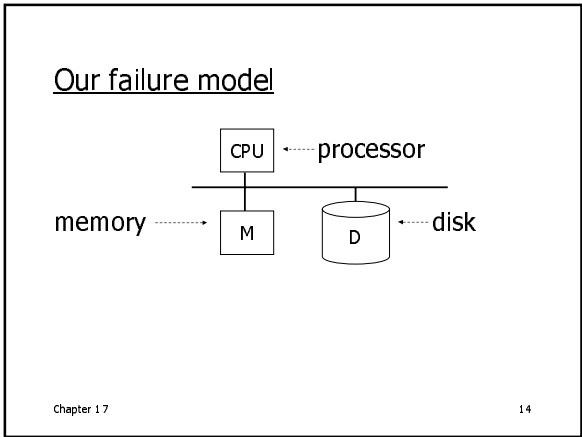 Our failure model
CPU
processor
memory
M
D
disk
Chapter 17
14